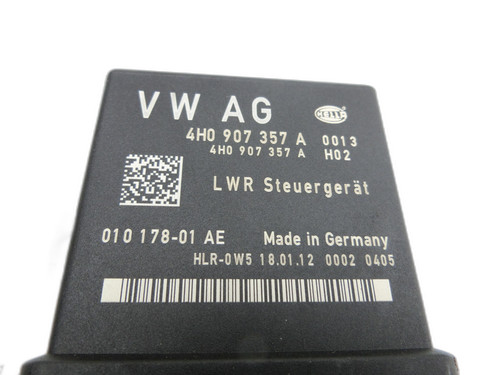 VW AG HELLA
4H0 907 357 A 0013
4H0 907 357 A H02
LWR Steuergerät
010 178-01 AE Made in Germany
HLR-0W5 18.01.12 0002 0405